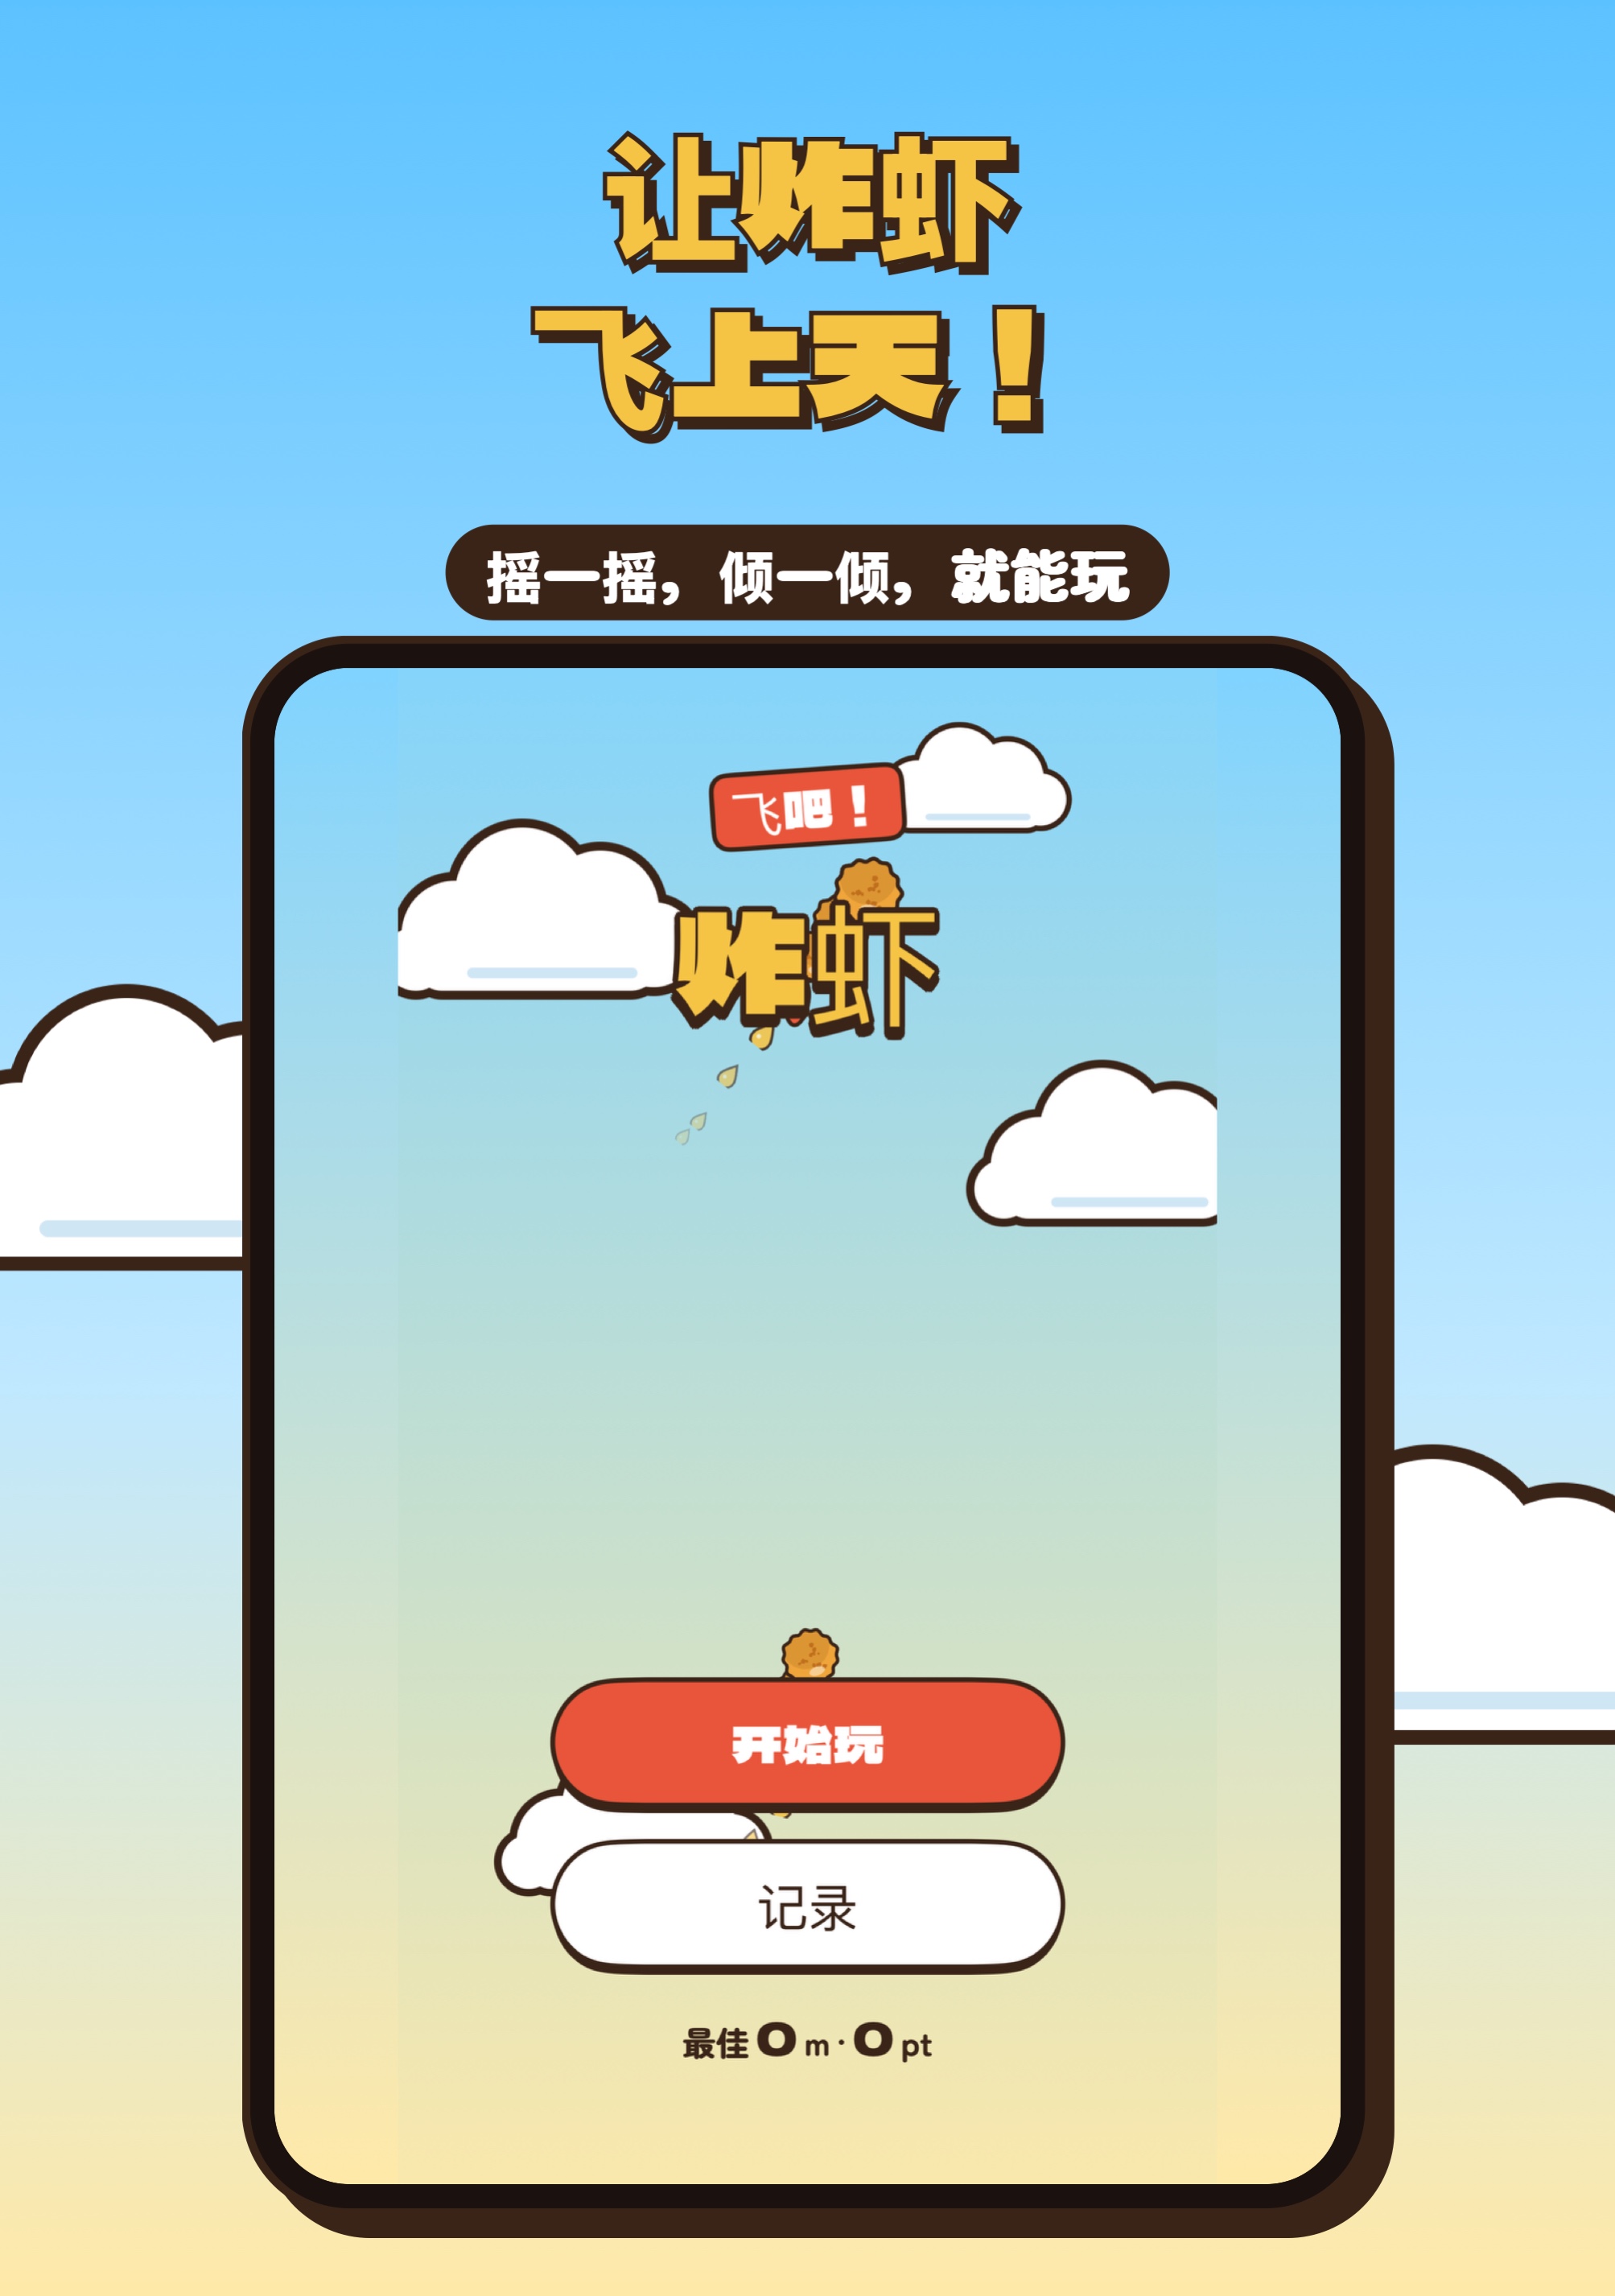 让炸虾
飞上天！
摇一摇，倾一倾，就能玩
飞吧！
炸虾
开始玩
记录
最佳 0 m · 0 pt